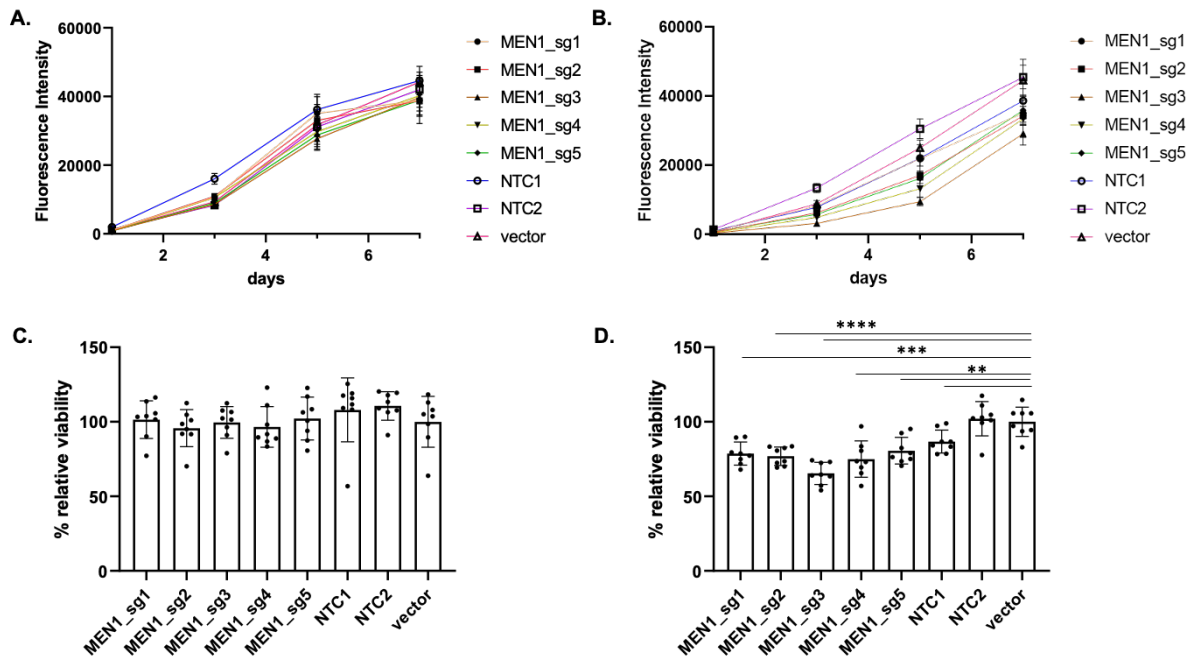 A.
60000
40000
20000
0
Fluorescence Intensity
2
4
6
days
MEN1_sg1
MEN1_sg2
MEN1_sg3
MEN1_sg4
MEN1_sg5
NTC1
NTC2
vector
B.
60000
40000
20000
0
Fluorescence Intensity
2
4
6
days
MEN1_sg1
MEN1_sg2
MEN1_sg3
MEN1_sg4
MEN1_sg5
NTC1
NTC2
vector
C.
150
100
50
0
% relative viability
MEN1_sg1
MEN1_sg2
MEN1_sg3
MEN1_sg4
MEN1_sg5
NTC1
NTC2
vector
D.
****
***
**
150
100
50
0
% relative viability
MEN1_sg1
MEN1_sg2
MEN1_sg3
MEN1_sg4
MEN1_sg5
NTC1
NTC2
vector